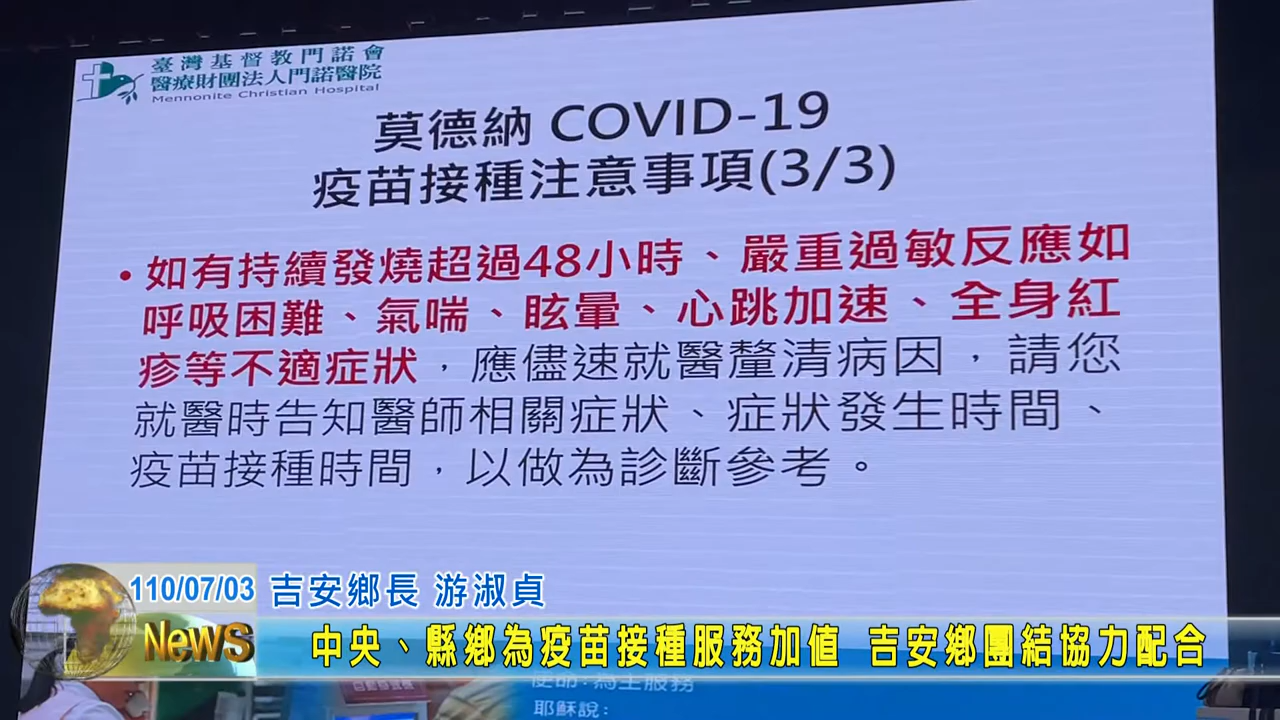 臺灣基督教門諾會
醫療財團法人門諾醫院
Mennonite Christian Hospital
莫德納 COVID-19
疫苗接種注意事項(3/3)
• 如有持續發燒超過48小時、嚴重過敏反應如
呼吸困難、氣喘、眩暈、心跳加速、全身紅
疹等不適症狀，應儘速就醫釐清病因，請您
就醫時告知醫師相關症狀、症狀發生時間、
疫苗接種時間，以做為診斷參考。
110/07/03 吉安鄉長 游淑貞
NewS
中央、縣鄉為疫苗接種服務加值 吉安鄉團結協力配合
使命:為主服務
耶穌說: